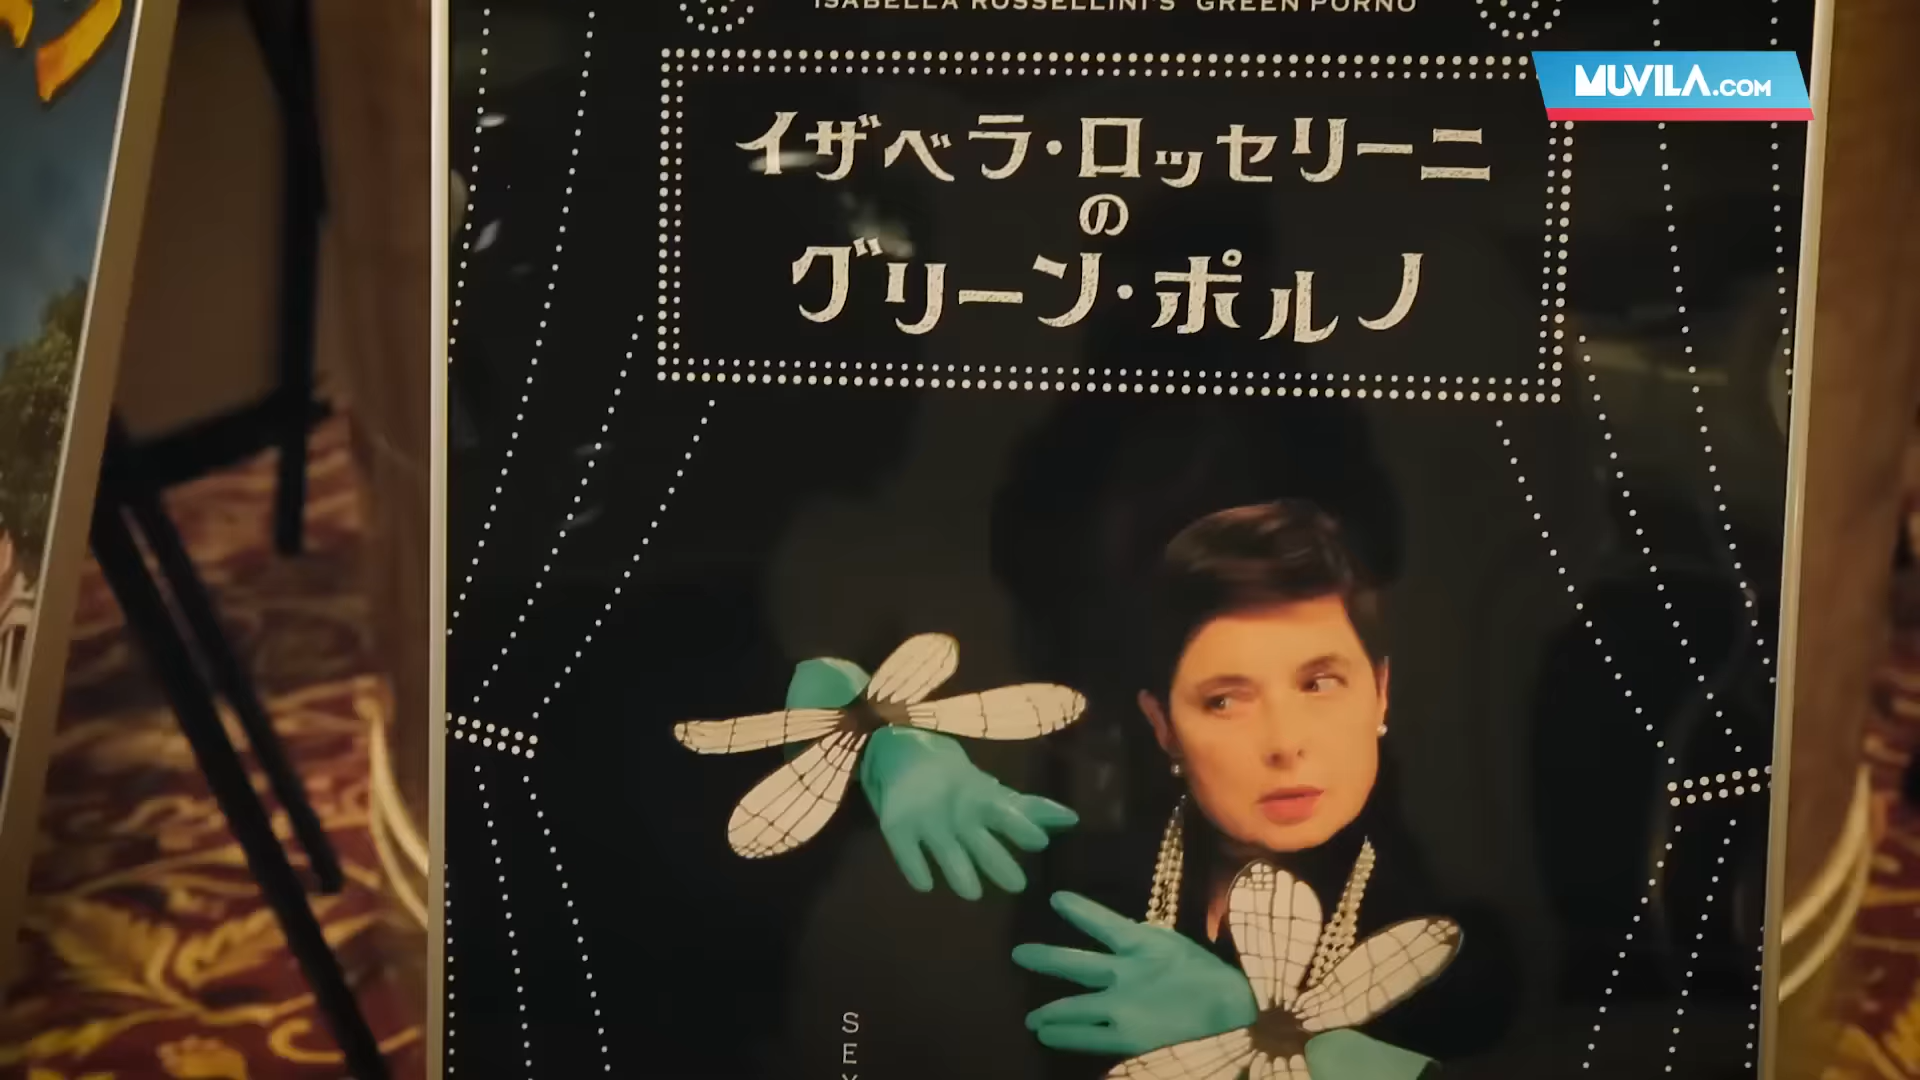 ISABELLA ROSSELLINI'S "GREEN PORNO"
MUVILA.COM
イザベラ・ロッセリーニ
の
グリーン・ポルノ
S
E